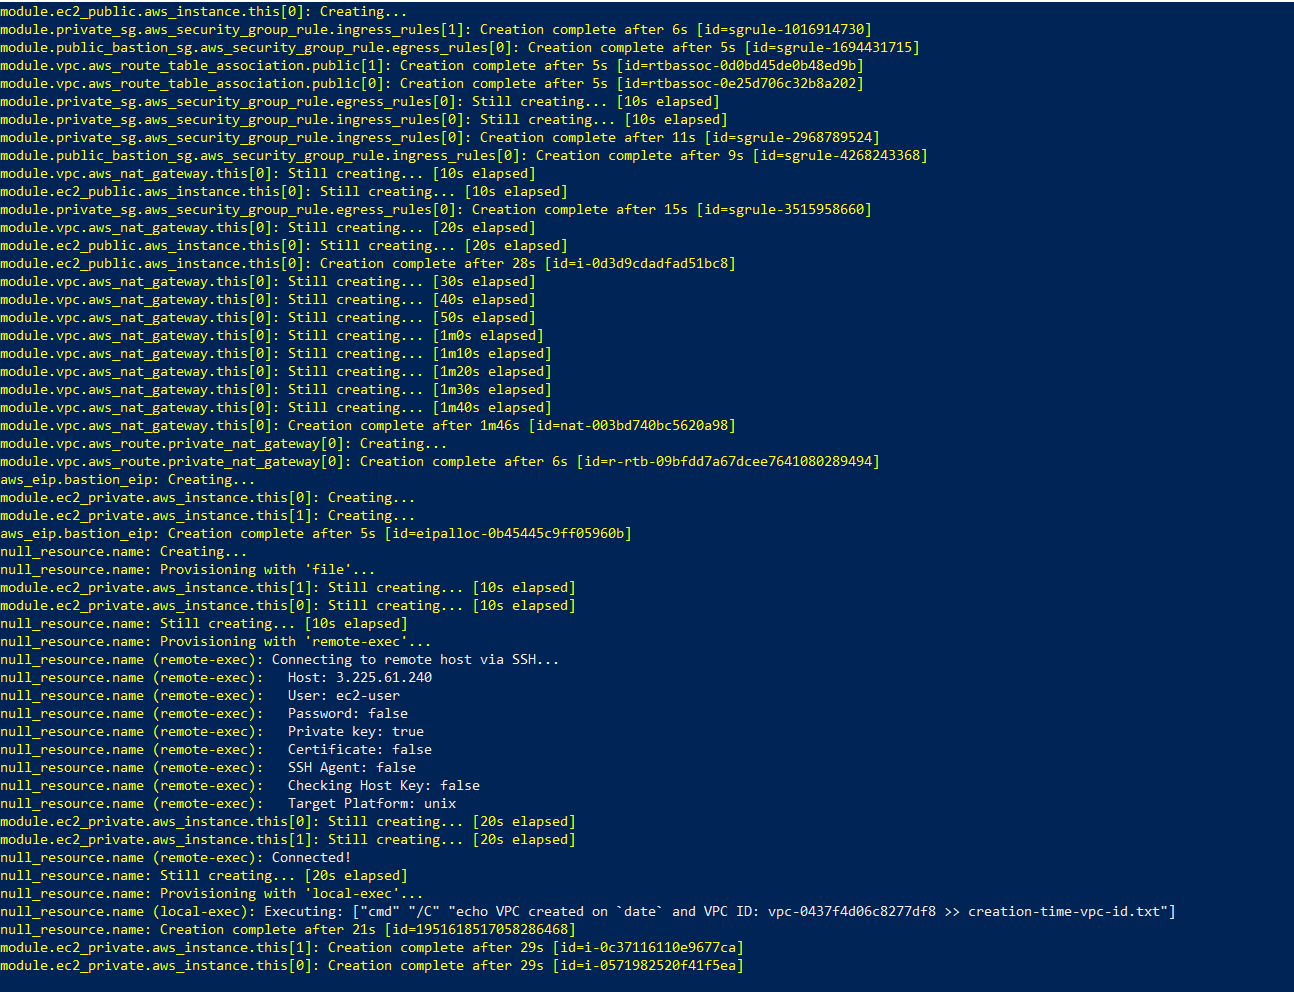 module.ec2_public.aws_instance.this[0]: Creating...
module.private_sg.aws_security_group_rule.ingress_rules[1]: Creation complete after 6s [id=sgrule-1016914730]
module.public_bastion_sg.aws_security_group_rule.egress_rules[0]: Creation complete after 5s [id=sgrule-1694431715]
module.vpc.aws_route_table_association.public[1]: Creation complete after 5s [id=rtbassoc-0d0bd45de0b48ed9b]
module.vpc.aws_route_table_association.public[0]: Creation complete after 5s [id=rtbassoc-0e25d706c32b8a202]
module.private_sg.aws_security_group_rule.egress_rules[0]: Still creating... [10s elapsed]
module.private_sg.aws_security_group_rule.ingress_rules[0]: Still creating... [10s elapsed]
module.private_sg.aws_security_group_rule.ingress_rules[0]: Creation complete after 11s [id=sgrule-2968789524]
module.public_bastion_sg.aws_security_group_rule.ingress_rules[0]: Creation complete after 9s [id=sgrule-4268243368]
module.vpc.aws_nat_gateway.this[0]: Still creating... [10s elapsed]
module.ec2_public.aws_instance.this[0]: Still creating... [10s elapsed]
module.private_sg.aws_security_group_rule.egress_rules[0]: Creation complete after 15s [id=sgrule-3515958660]
module.vpc.aws_nat_gateway.this[0]: Still creating... [20s elapsed]
module.ec2_public.aws_instance.this[0]: Still creating... [20s elapsed]
module.ec2_public.aws_instance.this[0]: Creation complete after 28s [id=i-0d3d9cdadfad51bc8]
module.vpc.aws_nat_gateway.this[0]: Still creating... [30s elapsed]
module.vpc.aws_nat_gateway.this[0]: Still creating... [40s elapsed]
module.vpc.aws_nat_gateway.this[0]: Still creating... [50s elapsed]
module.vpc.aws_nat_gateway.this[0]: Still creating... [1m0s elapsed]
module.vpc.aws_nat_gateway.this[0]: Still creating... [1m10s elapsed]
module.vpc.aws_nat_gateway.this[0]: Still creating... [1m20s elapsed]
module.vpc.aws_nat_gateway.this[0]: Still creating... [1m30s elapsed]
module.vpc.aws_nat_gateway.this[0]: Still creating... [1m40s elapsed]
module.vpc.aws_nat_gateway.this[0]: Creation complete after 1m46s [id=nat-003bd740bc5620a98]
module.vpc.aws_route.private_nat_gateway[0]: Creating...
module.vpc.aws_route.private_nat_gateway[0]: Creation complete after 6s [id=r-rtb-09bfdd7a67dcee7641080289494]
aws_eip.bastion_eip: Creating...
module.ec2_private.aws_instance.this[0]: Creating...
module.ec2_private.aws_instance.this[1]: Creating...
aws_eip.bastion_eip: Creation complete after 5s [id=eipalloc-0b45445c9ff05960b]
null_resource.name: Creating...
null_resource.name: Provisioning with 'file'...
module.ec2_private.aws_instance.this[1]: Still creating... [10s elapsed]
module.ec2_private.aws_instance.this[0]: Still creating... [10s elapsed]
null_resource.name: Still creating... [10s elapsed]
null_resource.name: Provisioning with 'remote-exec'...
null_resource.name (remote-exec): Connecting to remote host via SSH...
null_resource.name (remote-exec):   Host: 3.225.61.240
null_resource.name (remote-exec):   User: ec2-user
null_resource.name (remote-exec):   Password: false
null_resource.name (remote-exec):   Private key: true
null_resource.name (remote-exec):   Certificate: false
null_resource.name (remote-exec):   SSH Agent: false
null_resource.name (remote-exec):   Checking Host Key: false
null_resource.name (remote-exec):   Target Platform: unix
module.ec2_private.aws_instance.this[0]: Still creating... [20s elapsed]
module.ec2_private.aws_instance.this[1]: Still creating... [20s elapsed]
null_resource.name (remote-exec): Connected!
null_resource.name: Still creating... [20s elapsed]
null_resource.name: Provisioning with 'local-exec'...
null_resource.name (local-exec): Executing: ["cmd" "/C" "echo VPC created on `date` and VPC ID: vpc-0437f4d06c8277df8 >> creation-time-vpc-id.txt"]
null_resource.name: Creation complete after 21s [id=1951618517058286468]
module.ec2_private.aws_instance.this[1]: Creation complete after 29s [id=i-0c37116110e9677ca]
module.ec2_private.aws_instance.this[0]: Creation complete after 29s [id=i-0571982520f41f5ea]